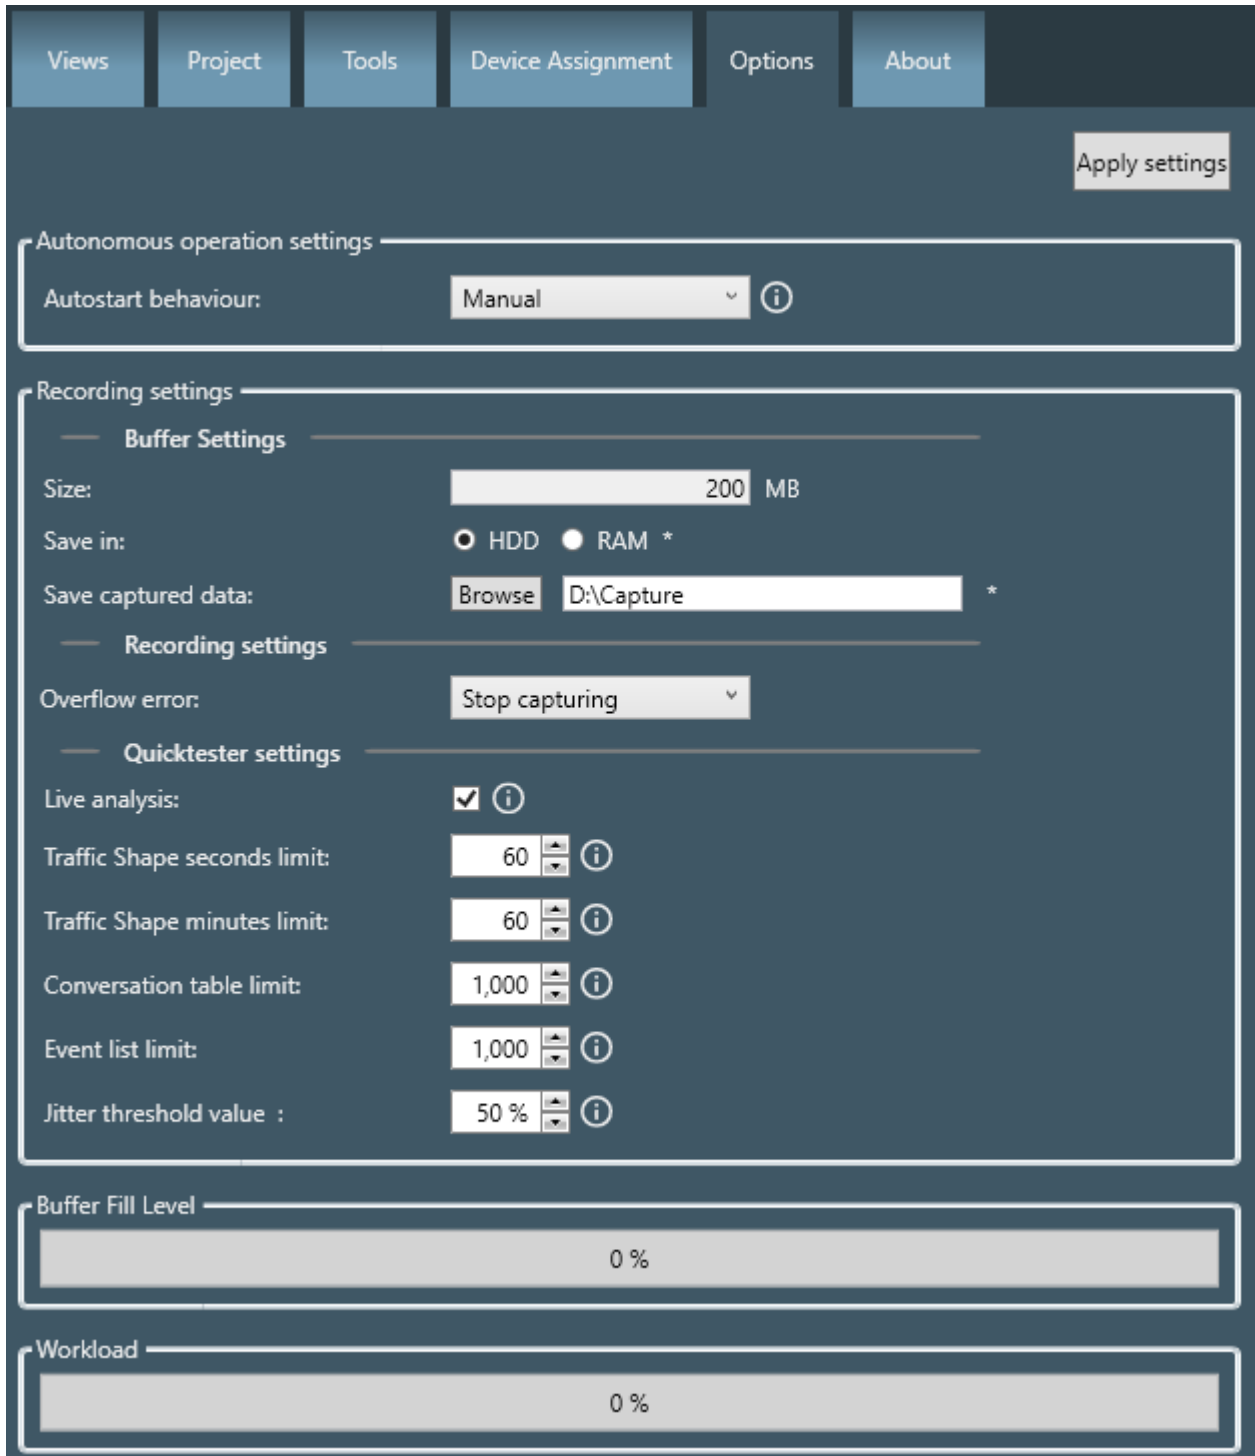 Views Project Tools Device Assignment Options About
Apply settings
Autonomous operation settings
Autostart behaviour: Manual
Recording settings
Buffer Settings
Size: 200 MB
Save in: HDD RAM *
Save captured data: Browse D:\Capture *
Recording settings
Overflow error: Stop capturing
Quicktester settings
Live analysis:
Traffic Shape seconds limit: 60
Traffic Shape minutes limit: 60
Conversation table limit: 1,000
Event list limit: 1,000
Jitter threshold value : 50 %
Buffer Fill Level
0 %
Workload
0 %